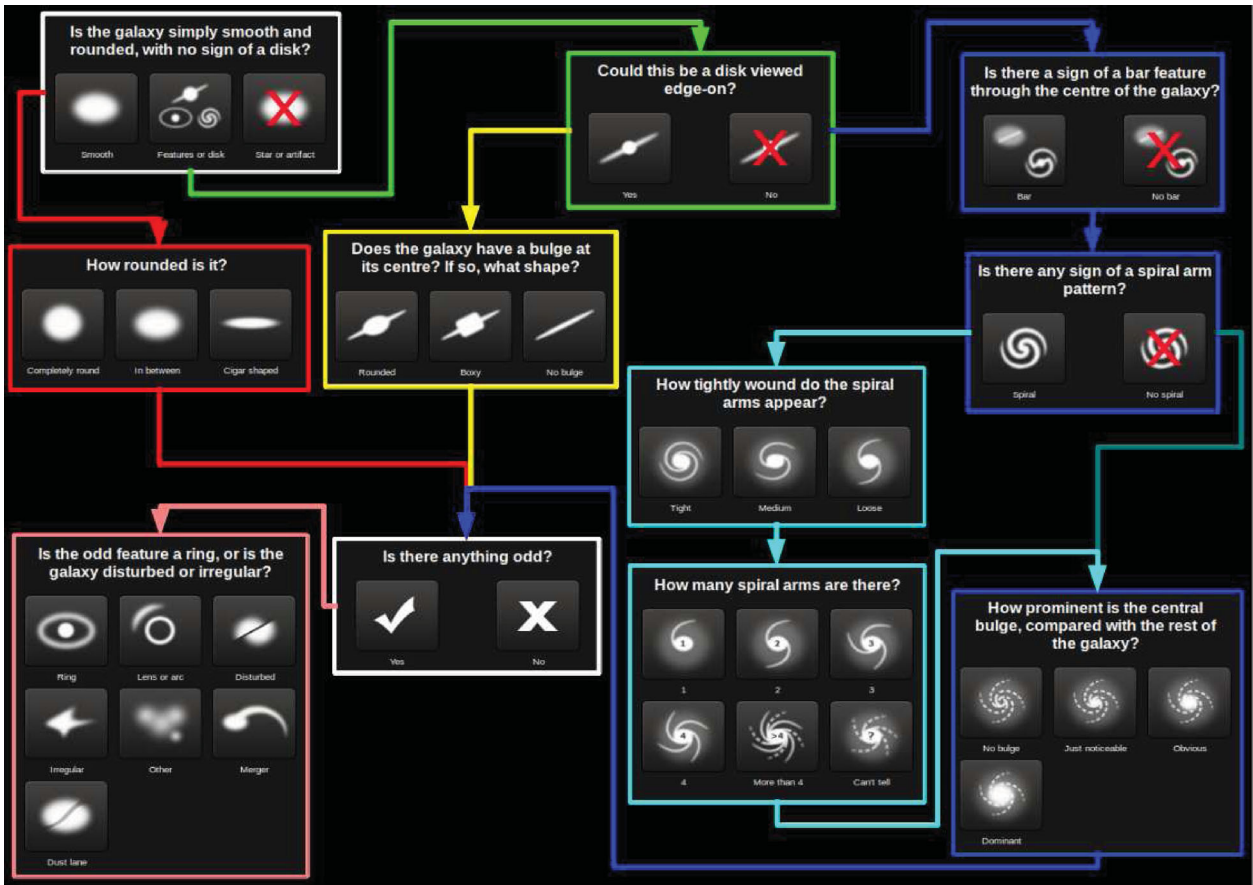 Is the galaxy simply smooth and
rounded, with no sign of a disk?
Smooth
Features or disk
Star or artifact
Could this be a disk viewed
edge-on?
Yes
No
Is there a sign of a bar feature
through the centre of the galaxy?
Bar
No bar
How rounded is it?
Completely round
In between
Cigar shaped
Does the galaxy have a bulge at
its centre? If so, what shape?
Rounded
Boxy
No bulge
Is there any sign of a spiral arm
pattern?
Spiral
No spiral
How tightly wound do the spiral
arms appear?
Tight
Medium
Loose
Is the odd feature a ring, or is the
galaxy disturbed or irregular?
Ring
Lens or arc
Disturbed
Irregular
Other
Merger
Dust lane
Is there anything odd?
Yes
No
How many spiral arms are there?
1
2
3
1
2
3
4
>4
?
4
More than 4
Can't tell
How prominent is the central
bulge, compared with the rest of
the galaxy?
No bulge
Just noticeable
Obvious
Dominant